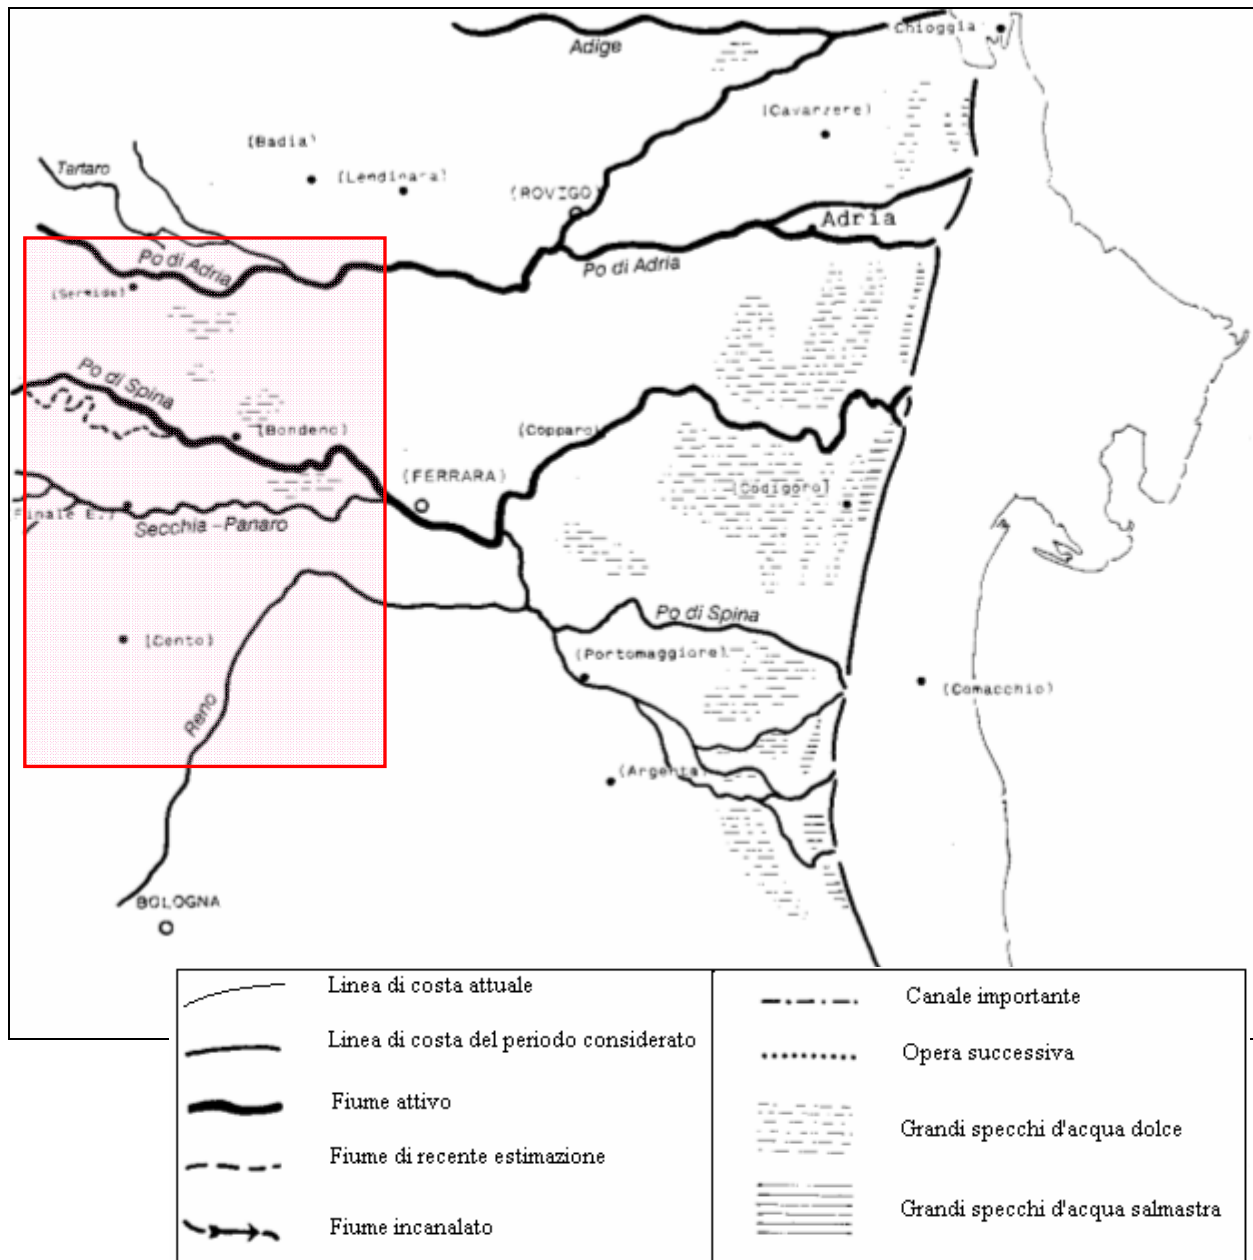 (Chioggia)
Adige
(Cavarzere)
(Badia)
Tartaro
(Lendinara)
(ROVIGO)
Adria
Po di Adria
Po di Adria
(Sermide)
Po di Spina
(Bondeno)
(Copparo)
(FERRARA)
(Codigoro)
Finale E.)
Secchia-Panaro
Po di Spina
(Cento)
(Portomaggiore)
(Comacchio)
Reno
(Argenta)
BOLOGNA
Linea di costa attuale
Linea di costa del periodo considerato
Fiume attivo
Fiume di recente estimazione
Fiume incanalato
Canale importante
Opera successiva
Grandi specchi d'acqua dolce
Grandi specchi d'acqua salmastra